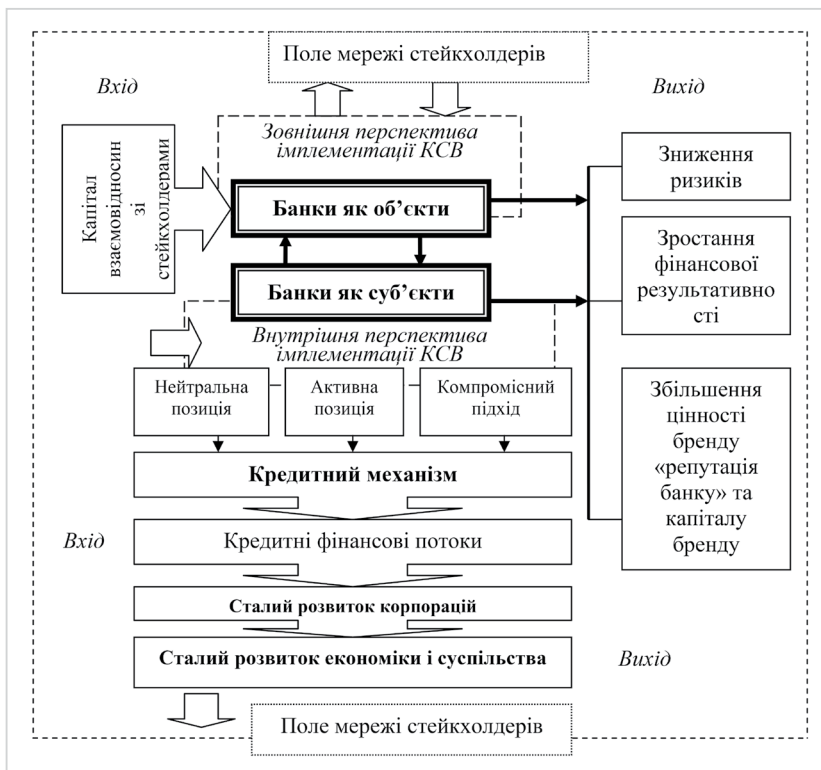 Поле мережі стейкхолдерів
Вхід
Вихід
Зовнішня перспектива
імплементації КСВ
Капітал
взаємовідносин
зі
стейкхолдерами
Банки як об’єкти
Банки як суб’єкти
Зниження
ризиків
Зростання
фінансової
результативно
сті
Внутрішня перспектива
імплементації КСВ
Нейтральна
позиція
Активна
позиція
Компромісний
підхід
Збільшення
цінності
бренду
«репутація
банку» та
капіталу
бренду
Кредитний механізм
Вхід
Кредитні фінансові потоки
Сталий розвиток корпорацій
Сталий розвиток економіки і суспільства
Вихід
Поле мережі стейкхолдерів